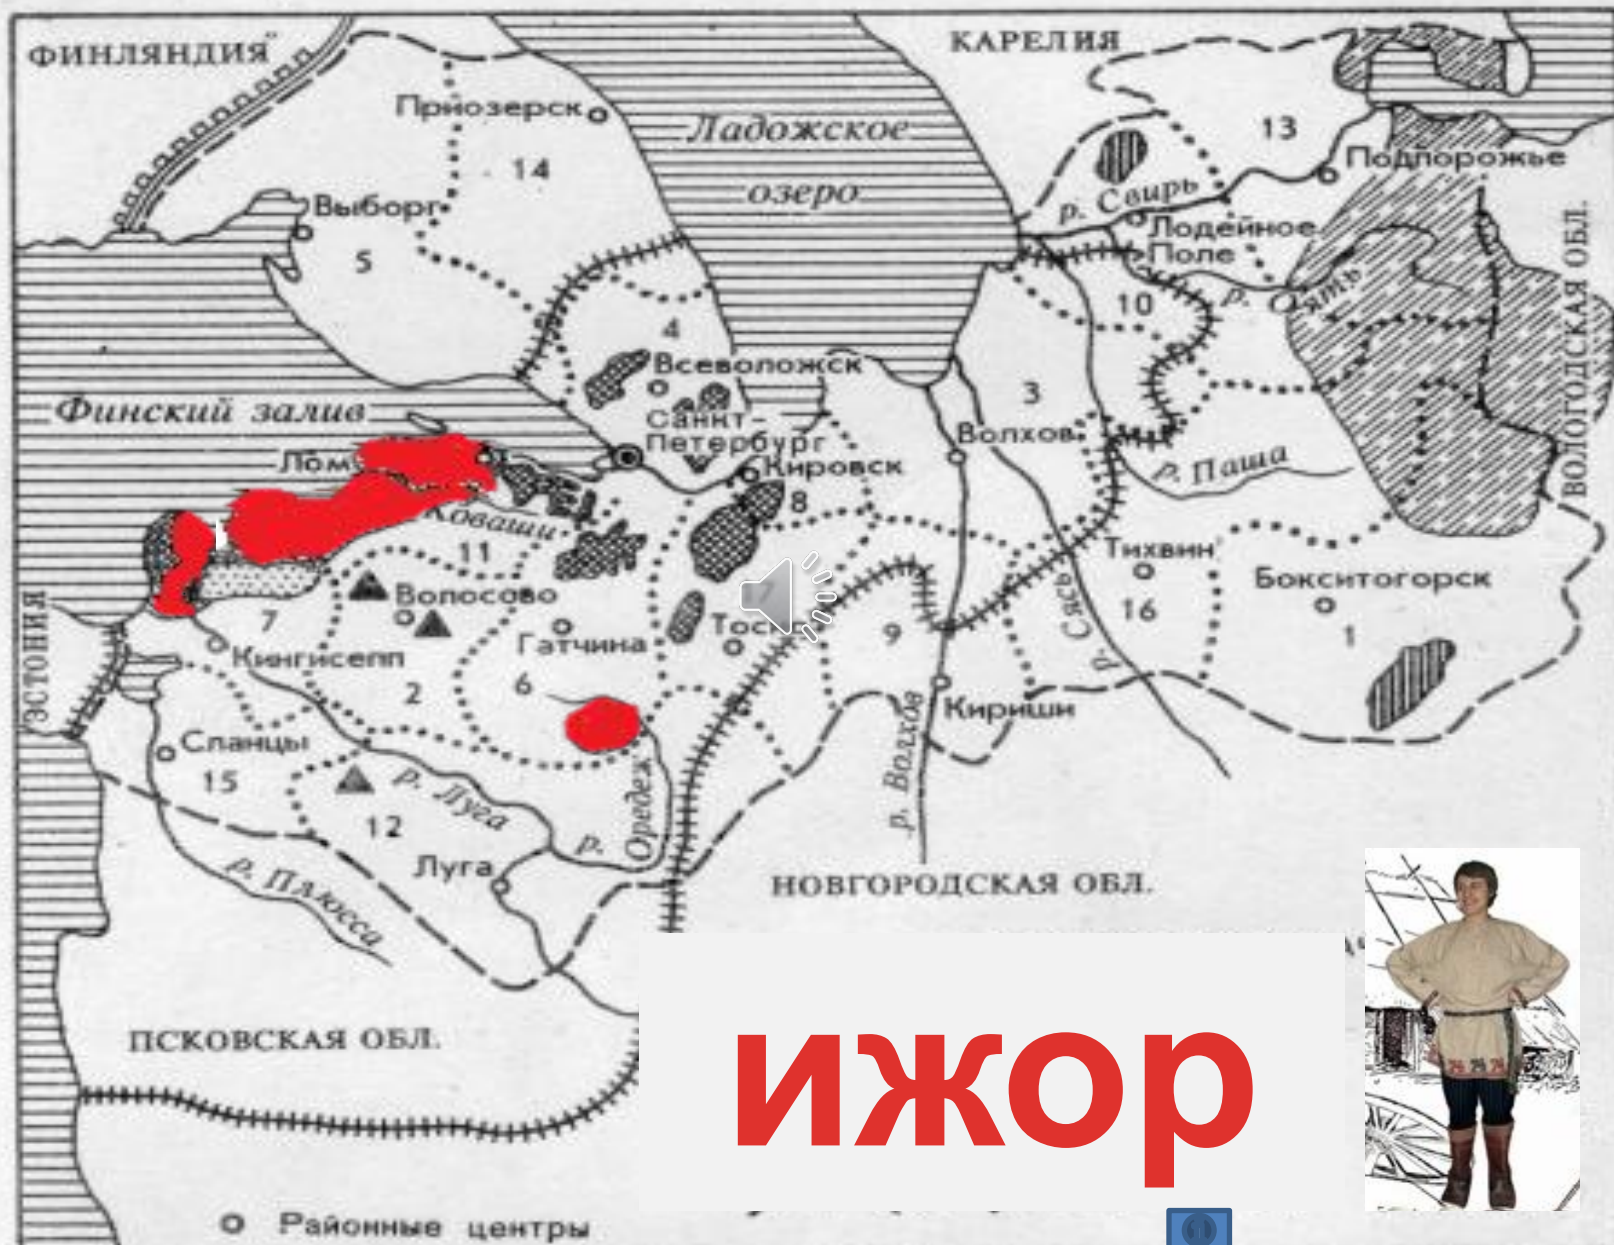 ФИНЛЯНДИЯ
КАРЕЛИЯ
Приозерск
Ладожское
озеро
13
14
Подпорожье
Выборг
р. Свирь
Лодейное
Поле
5
р. Оять
10
ВОЛОГОДСКАЯ ОБЛ.
4
Всеволожск
3
Финский залив
Санкт-
Петербург
Волхов
Лом
Кировск
р. Паша
8
Коваши
11
Тихвин
Бокситогорск
Волосово
ЭСТОНИЯ
7
Гатчина
Тосн
9
р. Сясь
16
1
Кингисепп
6
2
Кириши
Сланцы
15
р. Луга
р. Оредеж
р. Волхов
12
Луга
р. Плюсса
НОВГОРОДСКАЯ ОБЛ.
ПСКОВСКАЯ ОБЛ.
ижор
Районные центры